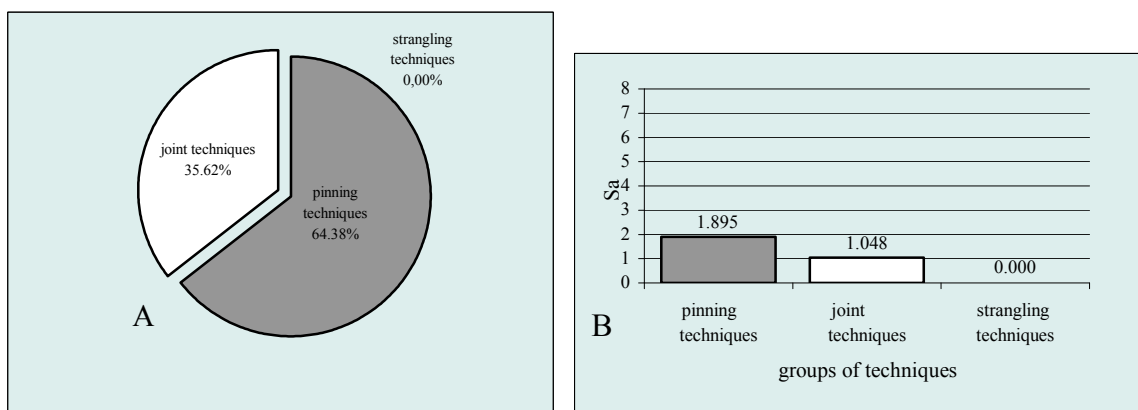 strangling
techniques
0,00%
joint techniques
35.62%
pinning
techniques
64.38%
A
8
7
6
5
4
3
2
1
0
Sa
1.895
1.048
0.000
pinning
techniques
joint
techniques
strangling
techniques
groups of techniques
B